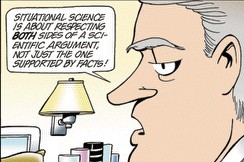 SITUATIONAL SCIENCE
IS ABOUT RESPECTING
BOTH SIDES OF A SCI-
ENTIFIC ARGUMENT,
NOT JUST THE ONE
SUPPORTED BY FACTS!